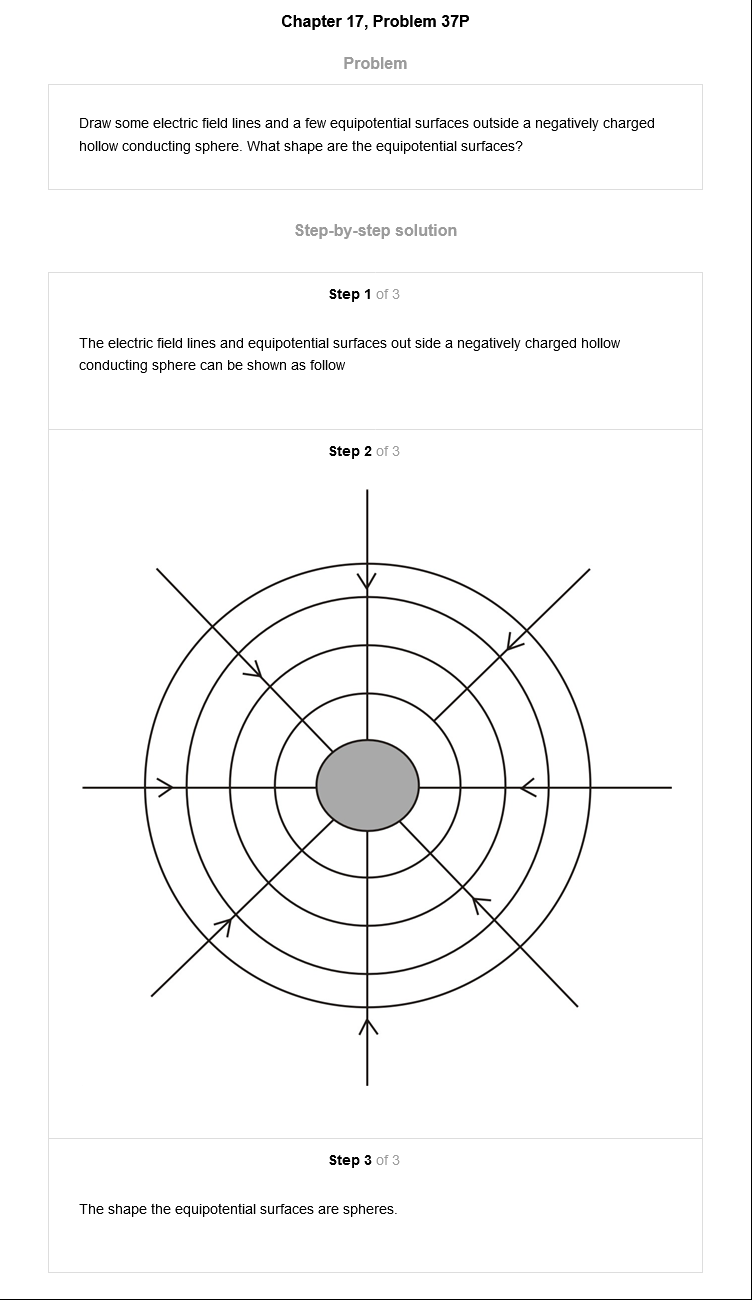 Chapter 17, Problem 37P
Problem
Draw some electric field lines and a few equipotential surfaces outside a negatively charged
hollow conducting sphere. What shape are the equipotential surfaces?
Step-by-step solution
Step 1 of 3
The electric field lines and equipotential surfaces out side a negatively charged hollow
conducting sphere can be shown as follow
Step 2 of 3
Step 3 of 3
The shape the equipotential surfaces are spheres.